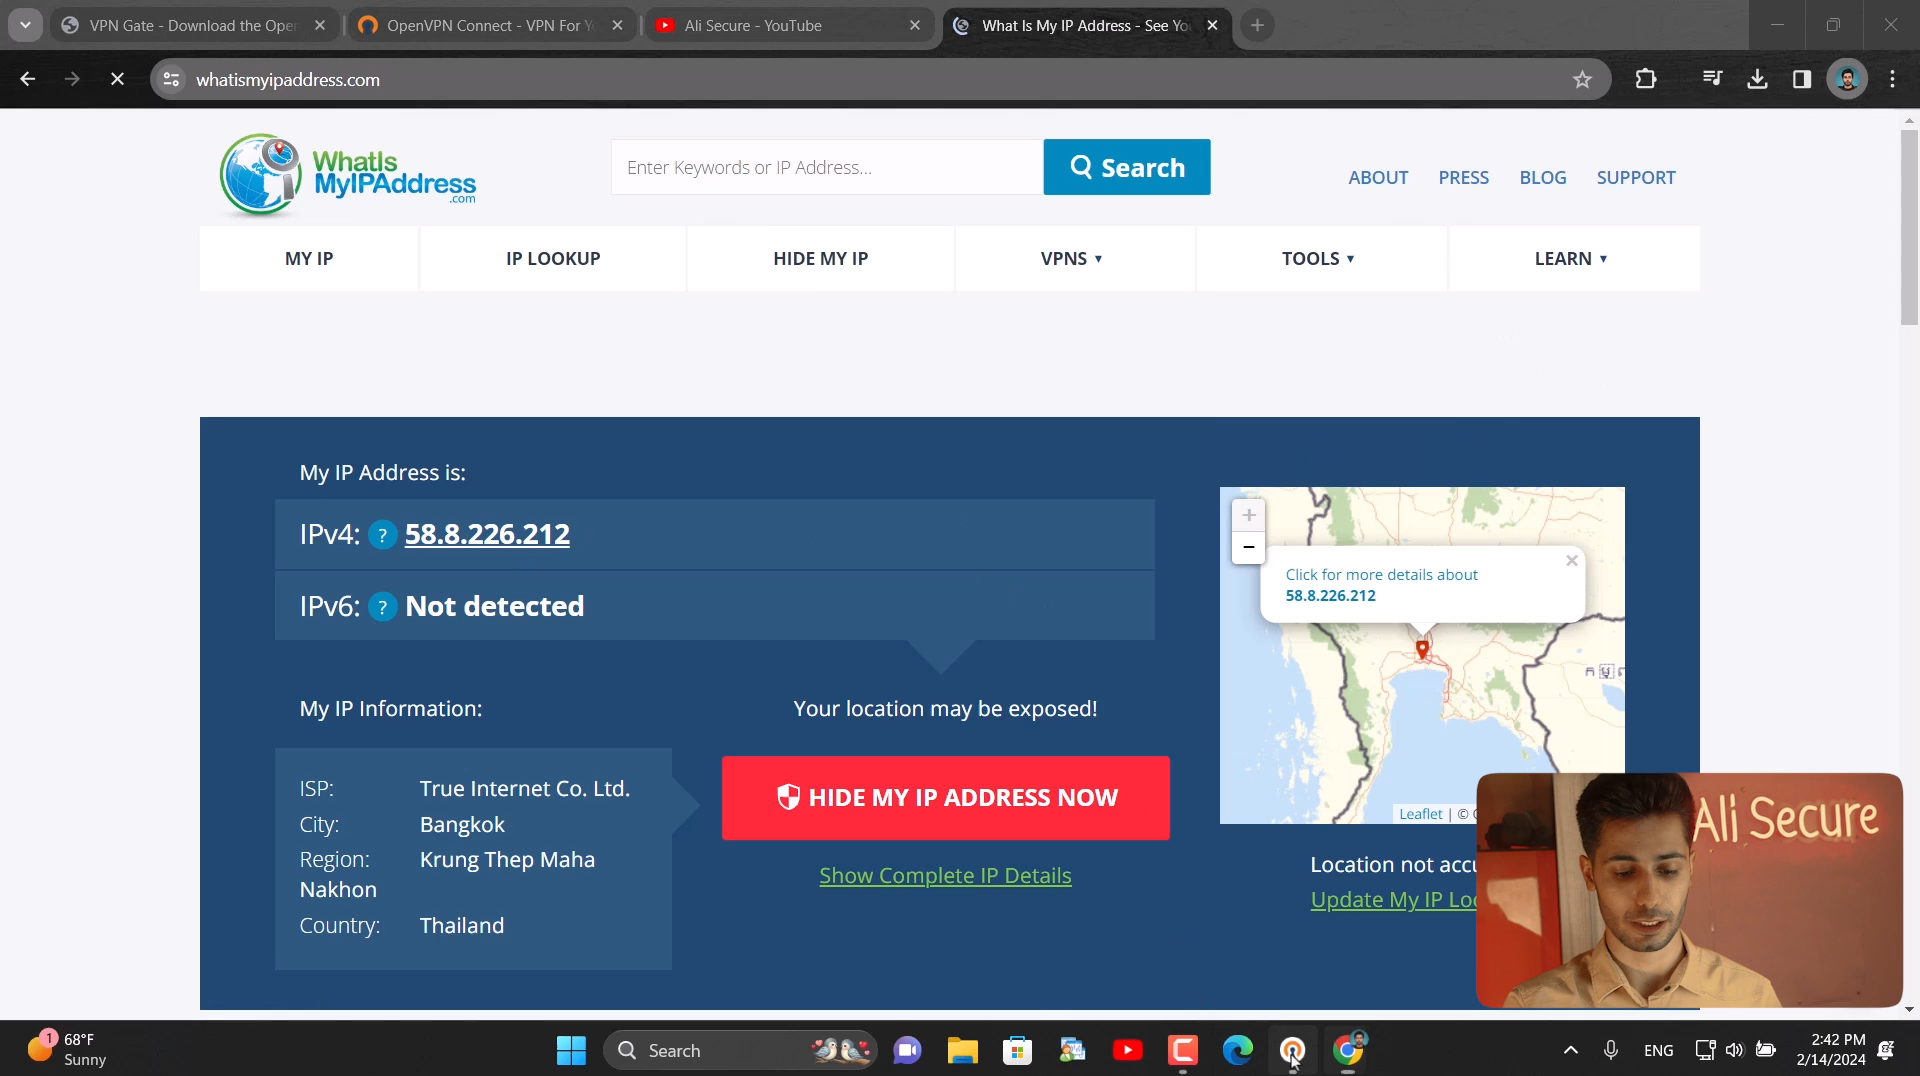 VPN Gate - Download the Ope
OpenVPN Connect - VPN For Y
Ali Secure - YouTube
What Is My IP Address - See Yo
whatismyipaddress.com
WhatIs
MyIPAddress
.com
Enter Keywords or IP Address...
Search
ABOUT
PRESS
BLOG
SUPPORT
MY IP
IP LOOKUP
HIDE MY IP
VPNS ▼
TOOLS ▼
LEARN ▼
My IP Address is:
IPv4: ? 58.8.226.212
IPv6: ? Not detected
+
−
Click for more details about
58.8.226.212
×
My IP Information:
Your location may be exposed!
ISP: True Internet Co. Ltd.
City: Bangkok
Region: Krung Thep Maha
Nakhon
Country: Thailand
HIDE MY IP ADDRESS NOW
Show Complete IP Details
Leaflet | ©
Location not accu
Update My IP Loc
Ali Secure
1
68°F
Sunny
Search
ENG
2:42 PM
2/14/2024